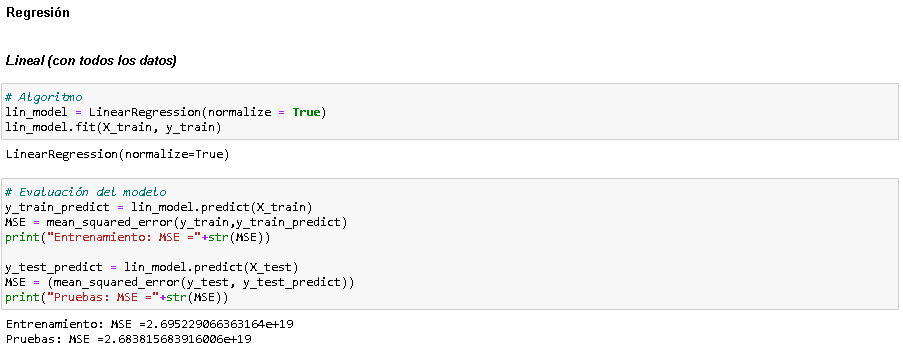 Regresión
Lineal (con todos los datos)
# Algoritmo
lin_model = LinearRegression(normalize = True)
lin_model.fit(X_train, y_train)
LinearRegression(normalize=True)
# Evaluación del modelo
y_train_predict = lin_model.predict(X_train)
MSE = mean_squared_error(y_train,y_train_predict)
print("Entrenamiento: MSE ="+str(MSE))
y_test_predict = lin_model.predict(X_test)
MSE = (mean_squared_error(y_test, y_test_predict))
print("Pruebas: MSE ="+str(MSE))
Entrenamiento: MSE =2.695229066363164e+19
Pruebas: MSE =2.683815683916006e+19